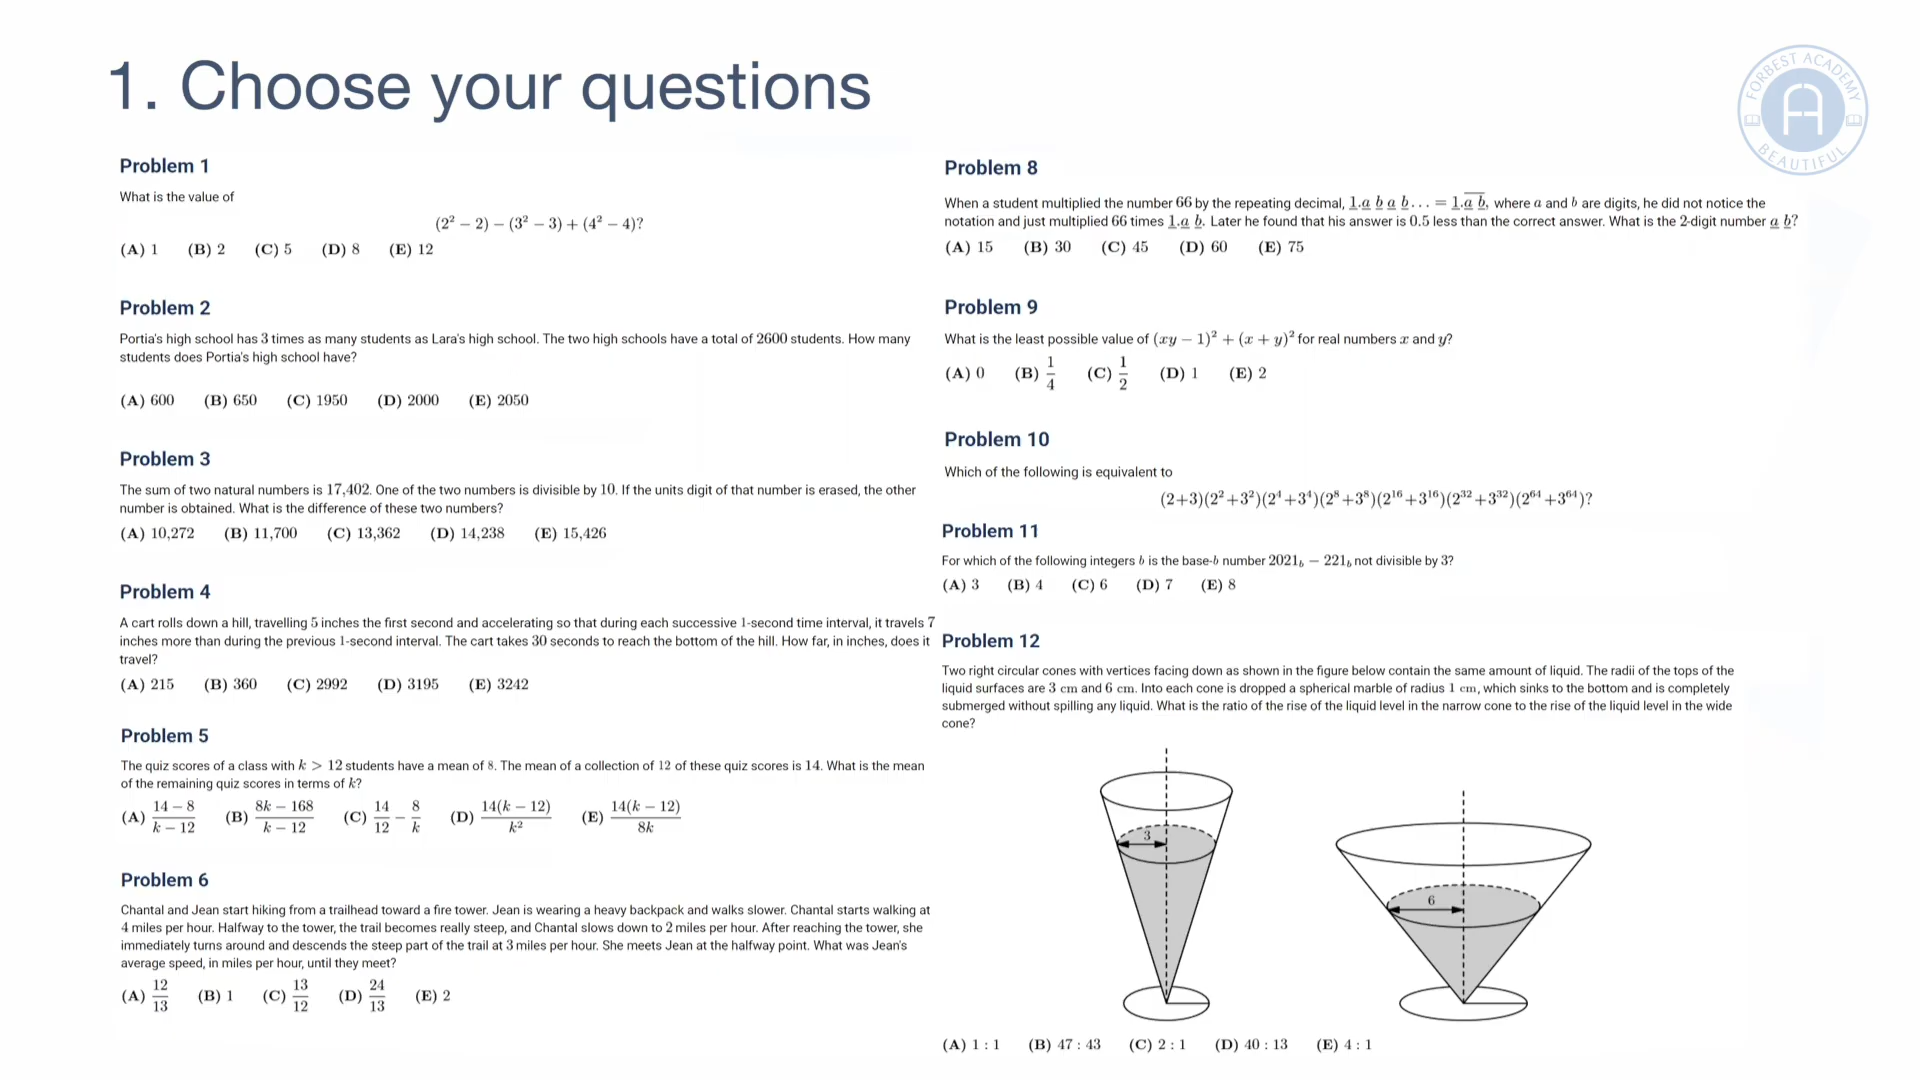 1. Choose your questions
FORBEST ACADEMY
A
BEAUTIFUL
Problem 1
What is the value of
(2² − 2) − (3² − 3) + (4² − 4)?
(A) 1 (B) 2 (C) 5 (D) 8 (E) 12
Problem 2
Portia's high school has 3 times as many students as Lara's high school. The two high schools have a total of 2600 students. How many
students does Portia's high school have?
(A) 600 (B) 650 (C) 1950 (D) 2000 (E) 2050
Problem 3
The sum of two natural numbers is 17,402. One of the two numbers is divisible by 10. If the units digit of that number is erased, the other
number is obtained. What is the difference of these two numbers?
(A) 10,272 (B) 11,700 (C) 13,362 (D) 14,238 (E) 15,426
Problem 4
A cart rolls down a hill, travelling 5 inches the first second and accelerating so that during each successive 1-second time interval, it travels 7
inches more than during the previous 1-second interval. The cart takes 30 seconds to reach the bottom of the hill. How far, in inches, does it
travel?
(A) 215 (B) 360 (C) 2992 (D) 3195 (E) 3242
Problem 5
The quiz scores of a class with k > 12 students have a mean of 8. The mean of a collection of 12 of these quiz scores is 14. What is the mean
of the remaining quiz scores in terms of k?
(A) (14 − 8)/(k − 12) (B) (8k − 168)/(k − 12) (C) 14/12 − 8/k (D) 14(k − 12)/k² (E) 14(k − 12)/8k
Problem 6
Chantal and Jean start hiking from a trailhead toward a fire tower. Jean is wearing a heavy backpack and walks slower. Chantal starts walking at
4 miles per hour. Halfway to the tower, the trail becomes really steep, and Chantal slows down to 2 miles per hour. After reaching the tower, she
immediately turns around and descends the steep part of the trail at 3 miles per hour. She meets Jean at the halfway point. What was Jean's
average speed, in miles per hour, until they meet?
(A) 12/13 (B) 1 (C) 13/12 (D) 24/13 (E) 2
Problem 8
When a student multiplied the number 66 by the repeating decimal, 1.a b a b... = 1.a b, where a and b are digits, he did not notice the
notation and just multiplied 66 times 1.a b. Later he found that his answer is 0.5 less than the correct answer. What is the 2-digit number a b?
(A) 15 (B) 30 (C) 45 (D) 60 (E) 75
Problem 9
What is the least possible value of (xy − 1)² + (x + y)² for real numbers x and y?
(A) 0 (B) 1/4 (C) 1/2 (D) 1 (E) 2
Problem 10
Which of the following is equivalent to
(2+3)(2²+3²)(2⁴+3⁴)(2⁸+3⁸)(2¹⁶+3¹⁶)(2³²+3³²)(2⁶⁴+3⁶⁴)?
Problem 11
For which of the following integers b is the base-b number 2021_b − 221_b not divisible by 3?
(A) 3 (B) 4 (C) 6 (D) 7 (E) 8
Problem 12
Two right circular cones with vertices facing down as shown in the figure below contain the same amount of liquid. The radii of the tops of the
liquid surfaces are 3 cm and 6 cm. Into each cone is dropped a spherical marble of radius 1 cm, which sinks to the bottom and is completely
submerged without spilling any liquid. What is the ratio of the rise of the liquid level in the narrow cone to the rise of the liquid level in the wide
cone?
3
6
(A) 1 : 1 (B) 47 : 43 (C) 2 : 1 (D) 40 : 13 (E) 4 : 1